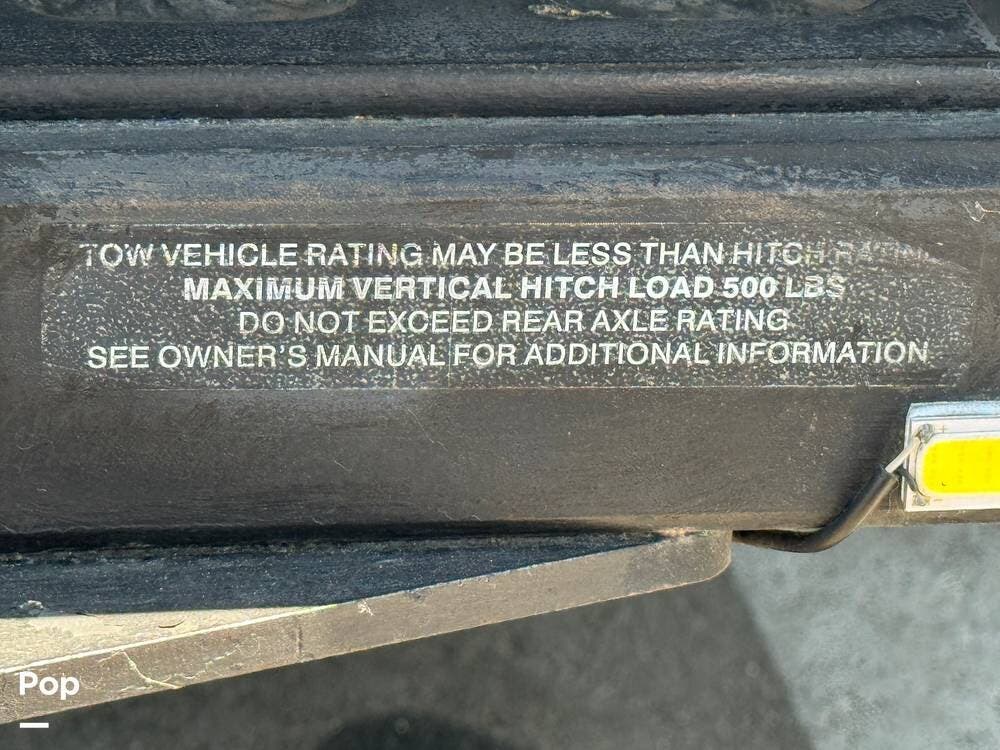 TOW VEHICLE RATING MAY BE LESS THAN HITCH RATING
MAXIMUM VERTICAL HITCH LOAD 500 LBS
DO NOT EXCEED REAR AXLE RATING
SEE OWNER'S MANUAL FOR ADDITIONAL INFORMATION
Pop